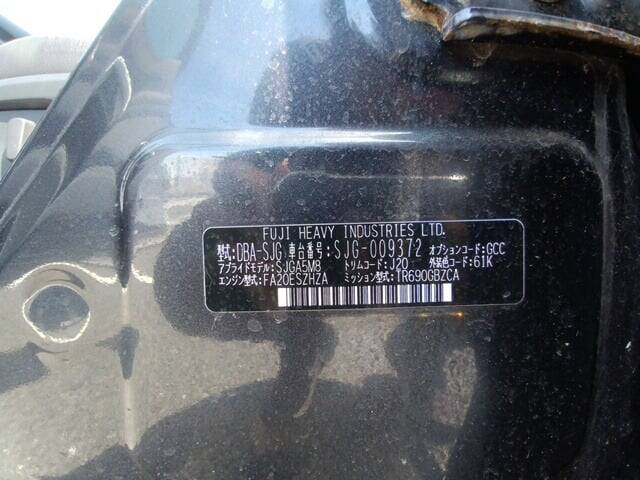 FUJI HEAVY INDUSTRIES LTD.
型式:DBA-SJG 車台番号:SJG-009372 オプションコード:GCC
アプライドモデル:SJGA5M8 トリムコード:J20 外装色コード:61K
エンジン型式:FA20ESZHZA ミッション型式:TR690GBZCA